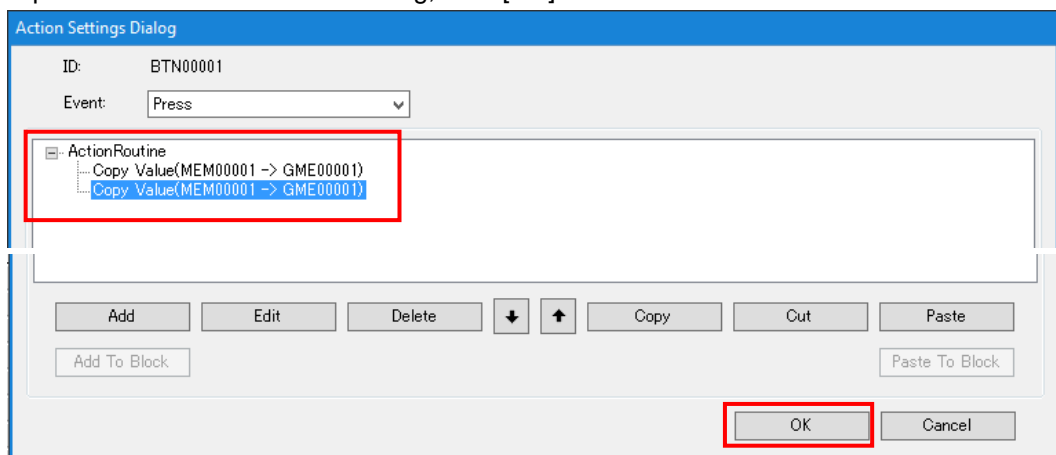 Action Settings Dialog
ID: BTN00001
Event: Press
ActionRoutine
Copy Value(MEM00001 -> GME00001)
Copy Value(MEM00001 -> GME00001)
Add Edit Delete Copy Cut Paste
Add To Block Paste To Block
OK Cancel